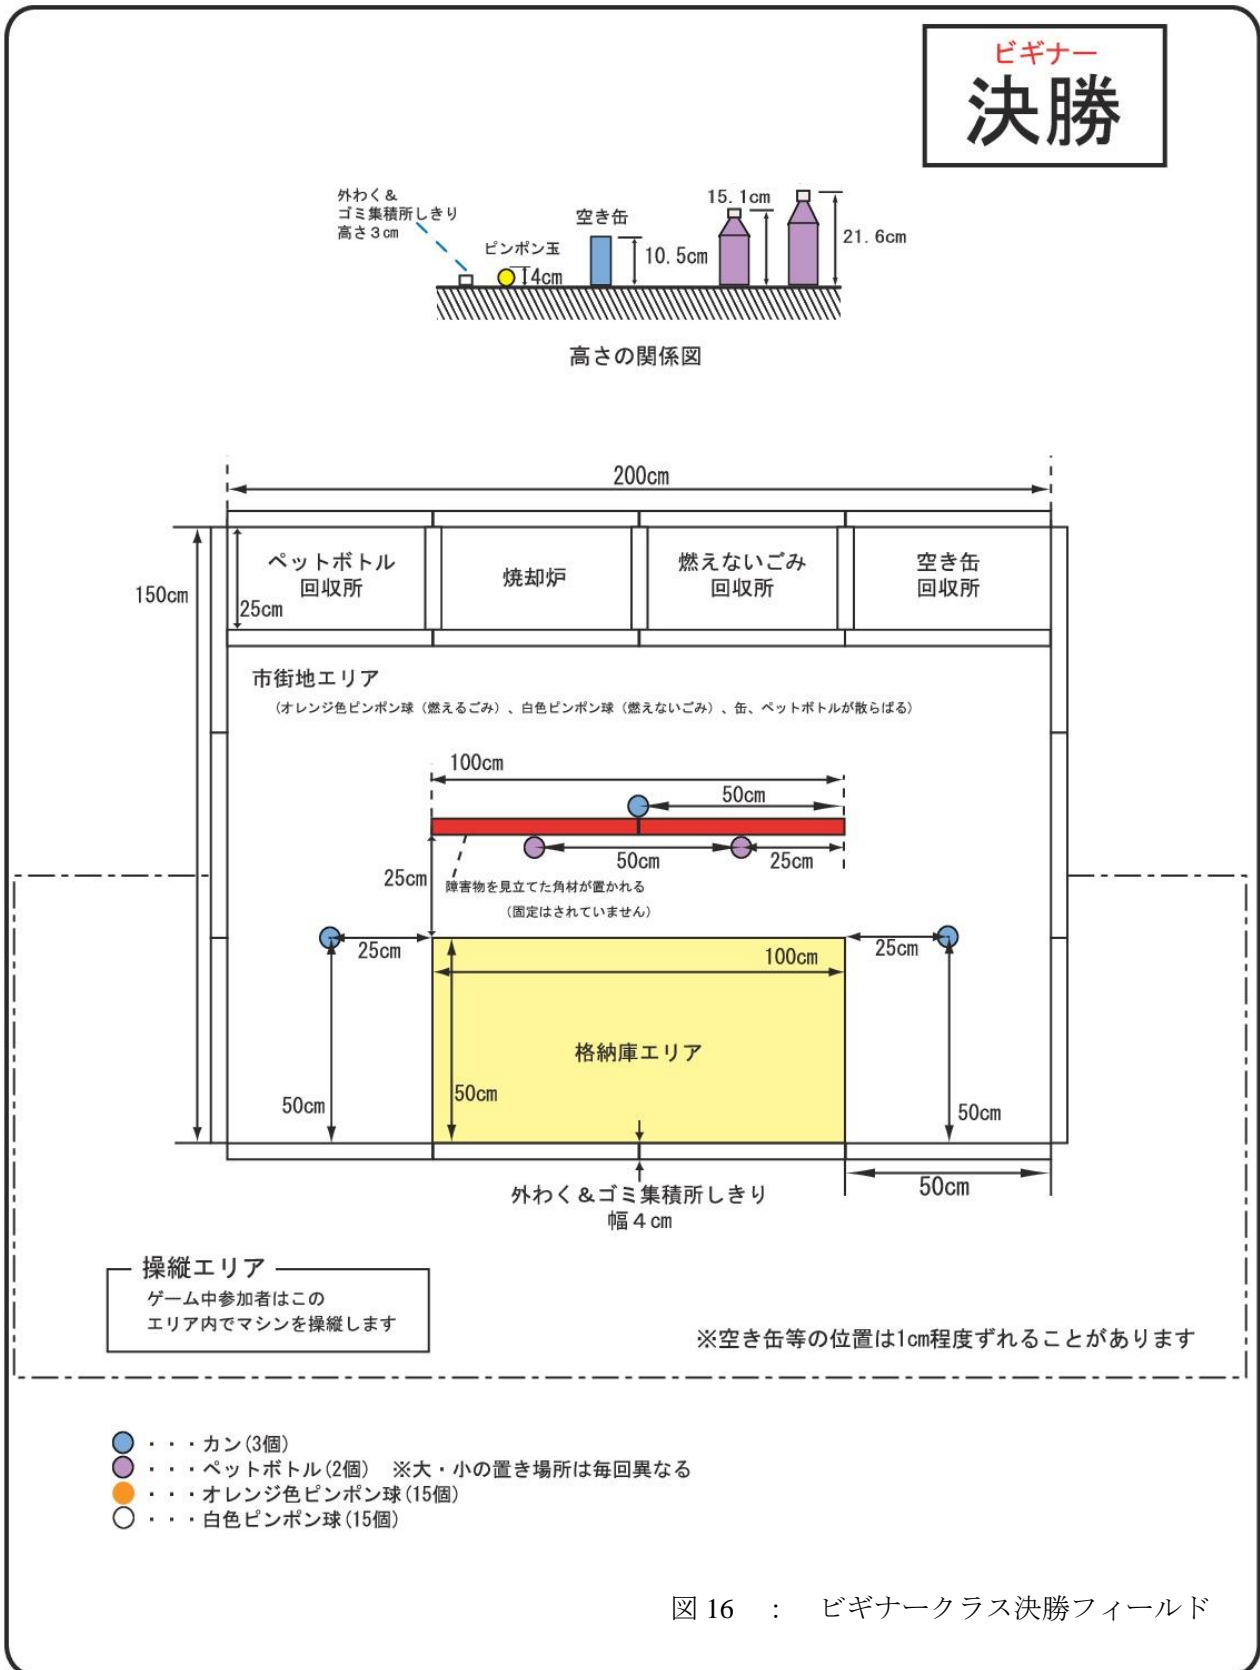 ビギナー
決勝
外わく&
ゴミ集積所しきり
高さ3cm
ピンポン玉
4cm
空き缶
10.5cm
15.1cm
21.6cm
高さの関係図
200cm
150cm
25cm
ペットボトル
回収所
焼却炉
燃えないごみ
回収所
空き缶
回収所
市街地エリア
(オレンジ色ピンポン球(燃えるごみ)、白色ピンポン球(燃えないごみ)、缶、ペットボトルが散らばる)
100cm
50cm
50cm
25cm
25cm
障害物を見立てた角材が置かれる
(固定はされていません)
25cm
100cm
25cm
格納庫エリア
50cm
50cm
50cm
外わく&ゴミ集積所しきり
幅4cm
50cm
操縦エリア
ゲーム中参加者はこの
エリア内でマシンを操縦します
※空き缶等の位置は1cm程度ずれることがあります
・・・カン(3個)
・・・ペットボトル(2個) ※大・小の置き場所は毎回異なる
・・・オレンジ色ピンポン球(15個)
・・・白色ピンポン球(15個)
図 16 : ビギナークラス決勝フィールド